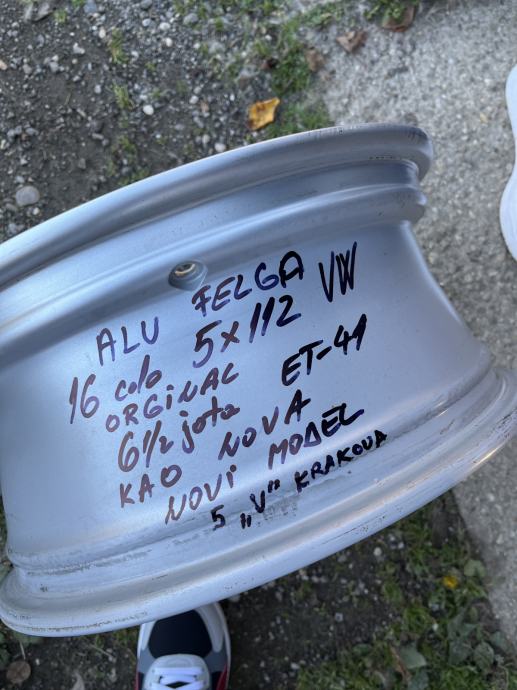 ALU FELGA VW
16 colo 5x112
ORGiNAL ET-41
6 1/2 jota
KAO NOVA
NOVi MODEL
5 „V" KRAKOVA